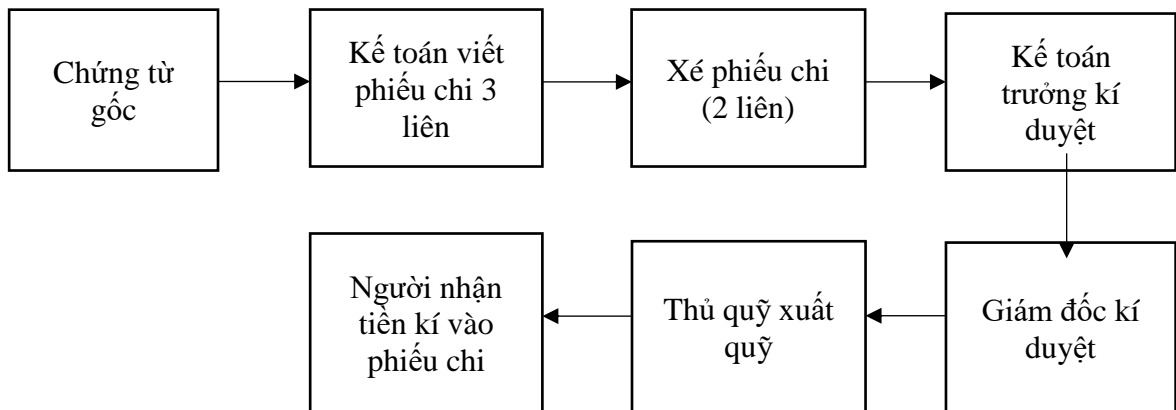 Chứng từ
gốc
Kế toán viết
phiếu chi 3
liên
Xé phiếu chi
(2 liên)
Kế toán
trưởng kí
duyệt
Người nhận
tiền kí vào
phiếu chi
Thủ quỹ xuất
quỹ
Giám đốc kí
duyệt